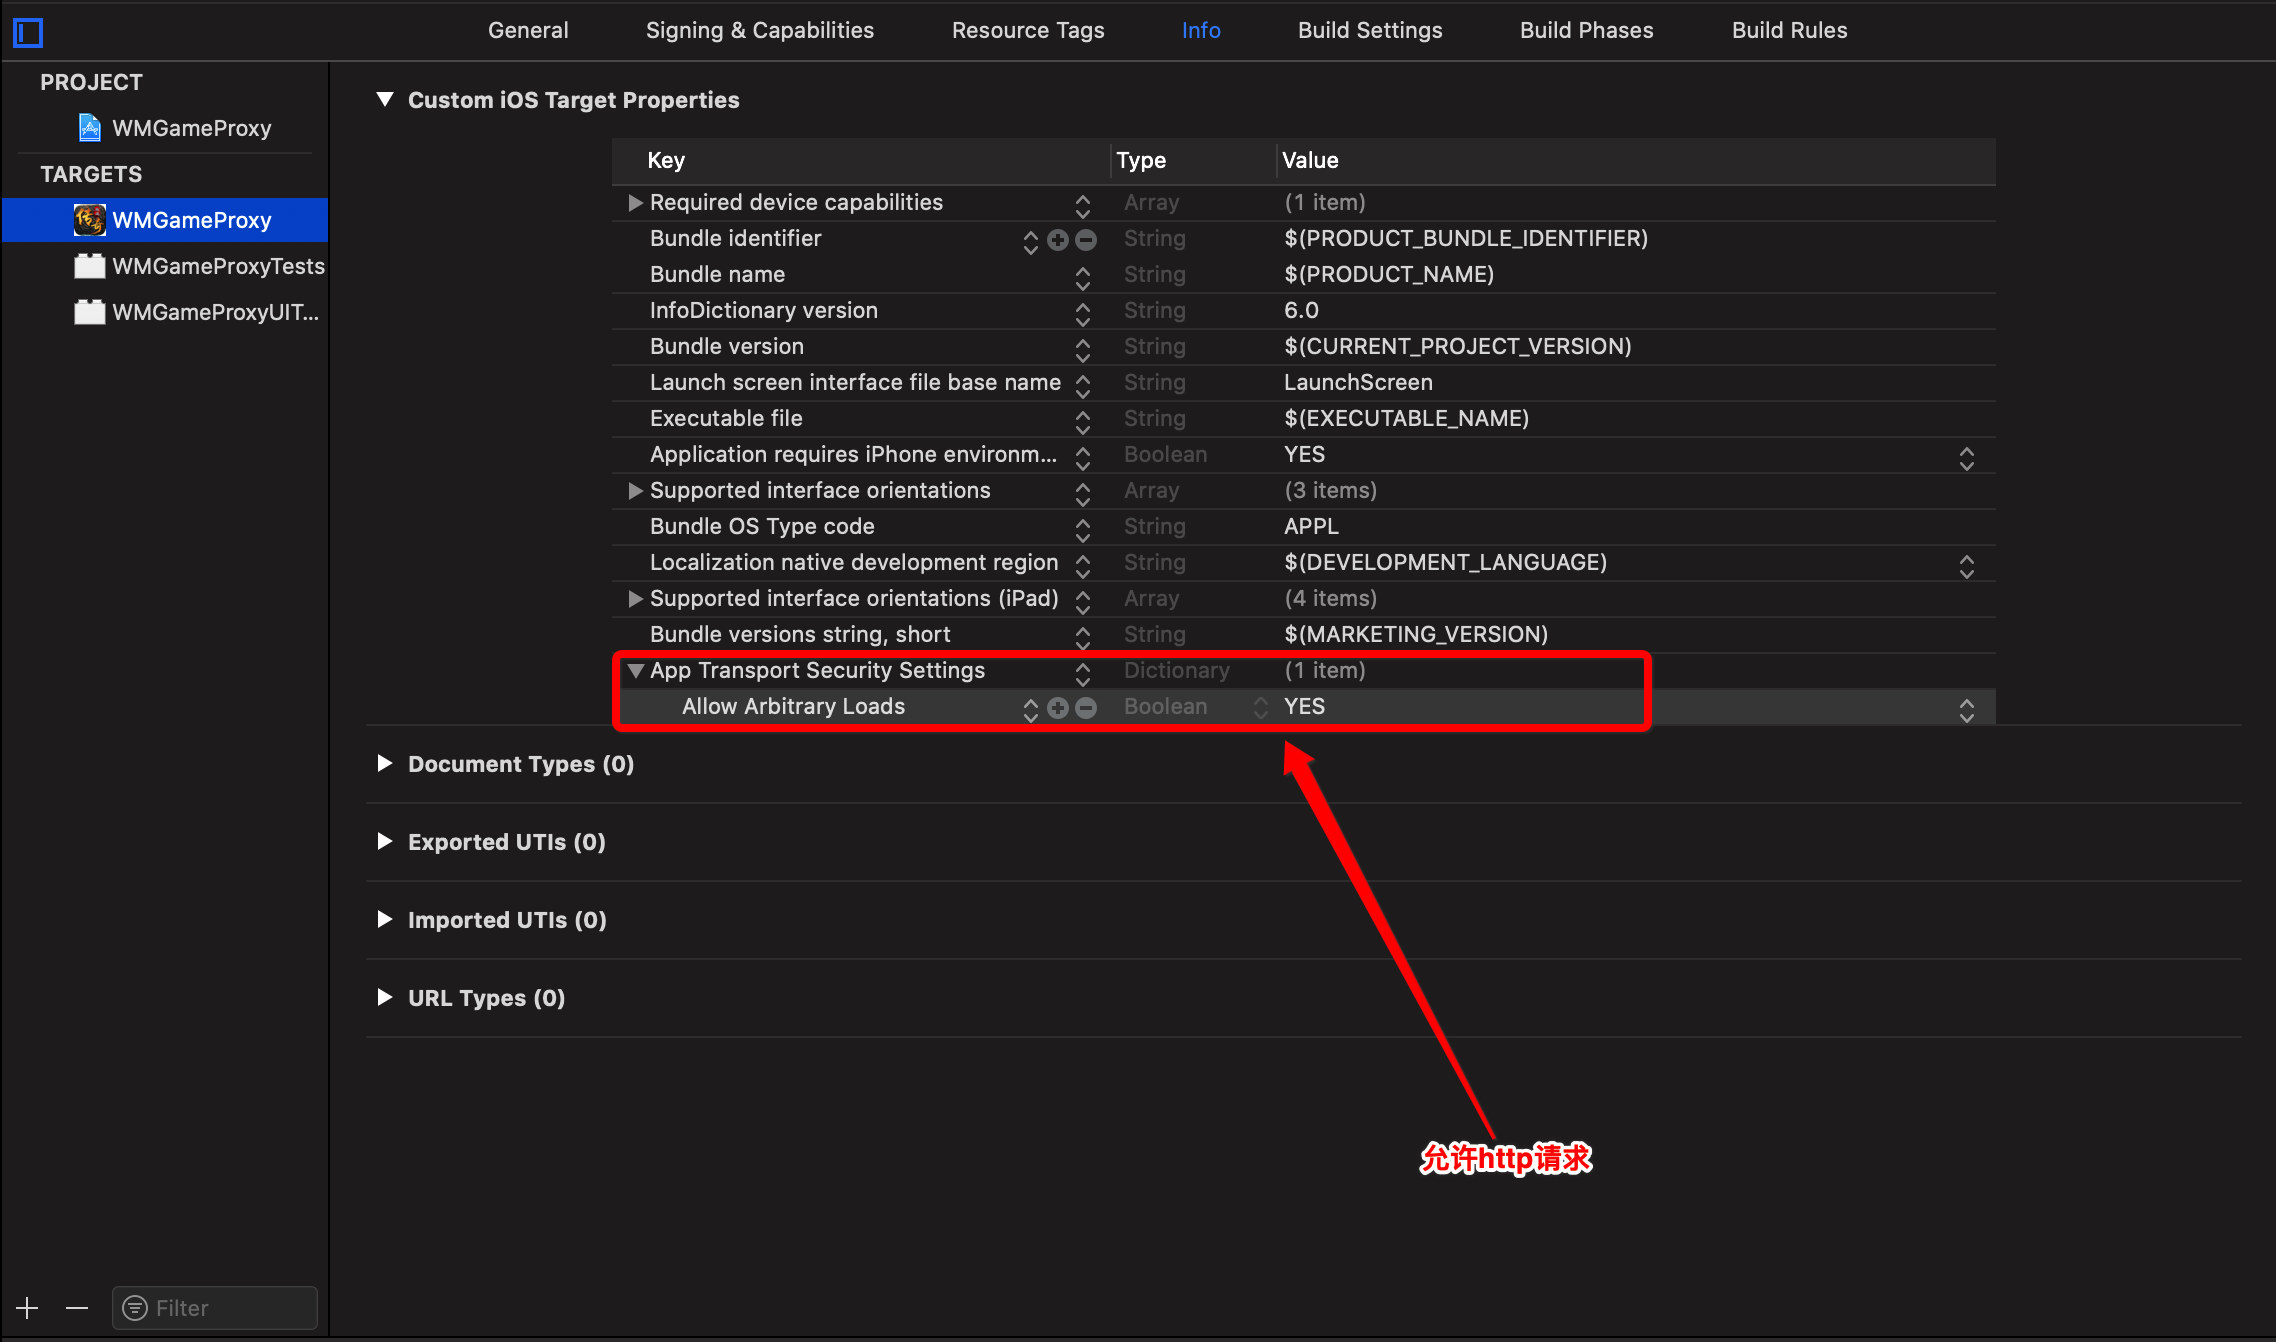 General Signing & Capabilities Resource Tags Info Build Settings Build Phases Build Rules
PROJECT
WMGameProxy
TARGETS
WMGameProxy
WMGameProxyTests
WMGameProxyUIT...
Custom iOS Target Properties
Key Type Value
Required device capabilities Array (1 item)
Bundle identifier String $(PRODUCT_BUNDLE_IDENTIFIER)
Bundle name String $(PRODUCT_NAME)
InfoDictionary version String 6.0
Bundle version String $(CURRENT_PROJECT_VERSION)
Launch screen interface file base name String LaunchScreen
Executable file String $(EXECUTABLE_NAME)
Application requires iPhone environm... Boolean YES
Supported interface orientations Array (3 items)
Bundle OS Type code String APPL
Localization native development region String $(DEVELOPMENT_LANGUAGE)
Supported interface orientations (iPad) Array (4 items)
Bundle versions string, short String $(MARKETING_VERSION)
App Transport Security Settings Dictionary (1 item)
Allow Arbitrary Loads Boolean YES
Document Types (0)
Exported UTIs (0)
Imported UTIs (0)
URL Types (0)
允许http请求
Filter